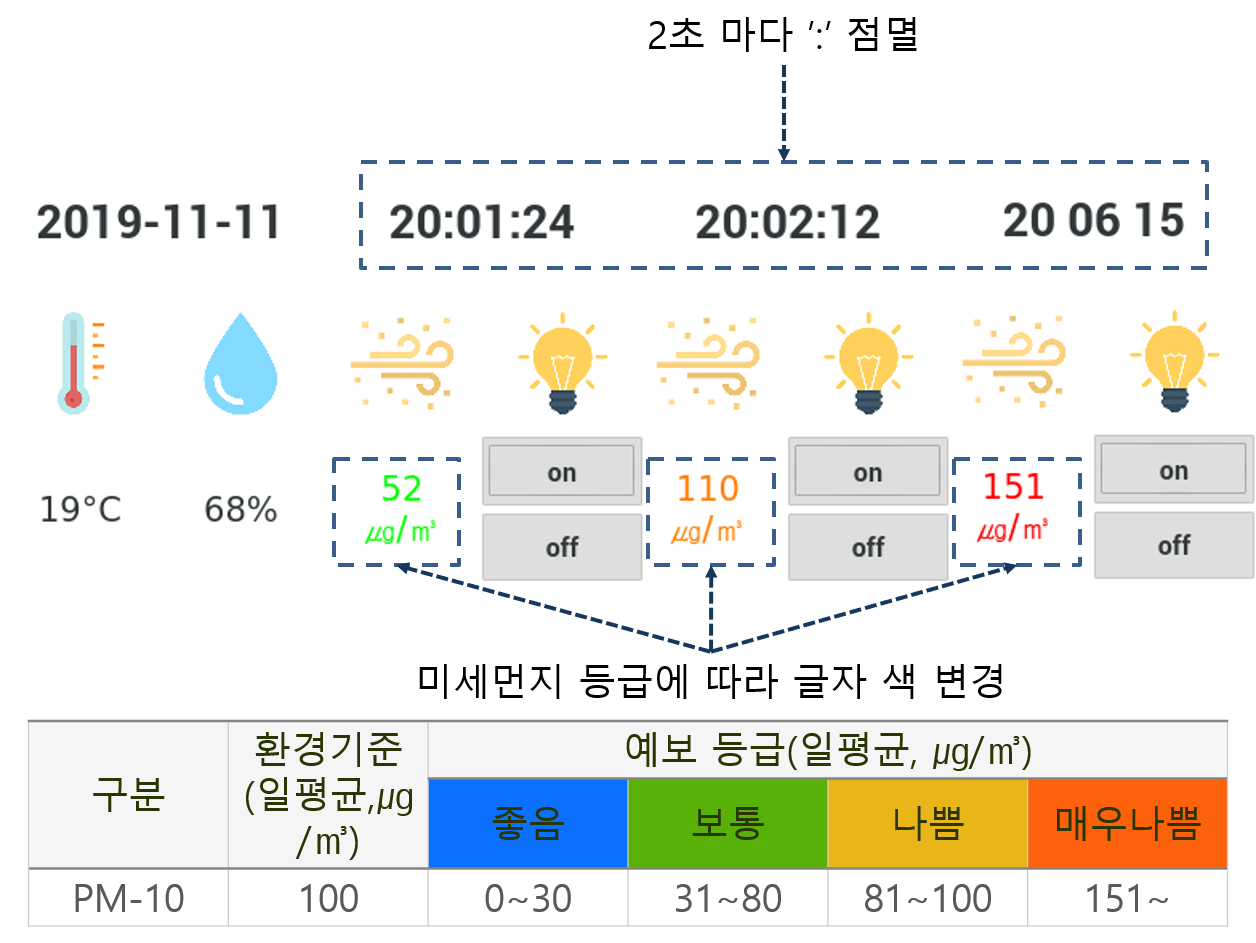 2초 마다 ‘:’ 점멸
2019-11-11 20:01:24 20:02:12 20 06 15
19°C 68% 52 ㎍/㎥ on off 110 ㎍/㎥ on off 151 ㎍/㎥ on off
미세먼지 등급에 따라 글자 색 변경
구분 환경기준 예보 등급(일평균, ㎍/㎥)
(일평균,㎍
/㎥)
좋음 보통 나쁨 매우나쁨
PM-10 100 0~30 31~80 81~100 151~